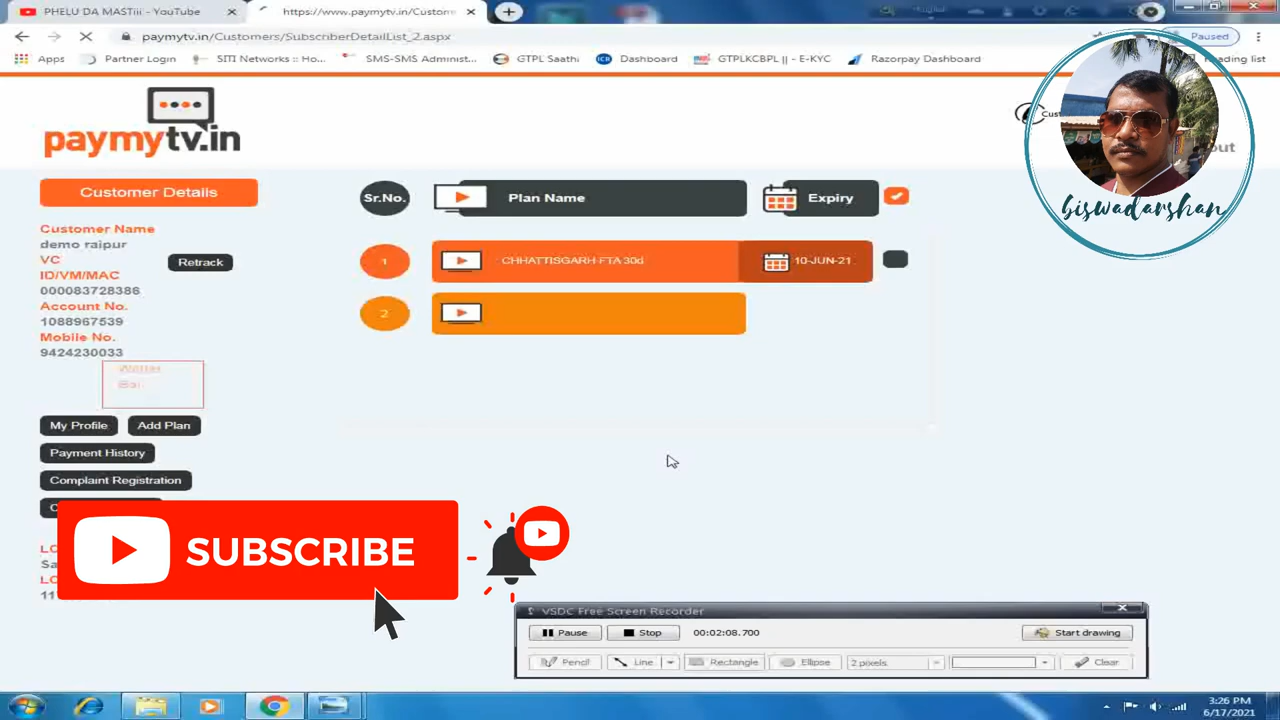 PHELU DA MASTiii - YouTube
https://www.paymytv.in/Custome
paymytv.in/Customers/SubscriberDetailList_2.aspx
Paused
Apps
Partner Login
SITI Networks :: Ho...
SMS-SMS Administ...
GTPL Saathi
Dashboard
GTPLKCBPL || - E-KYC
Razorpay Dashboard
Reading list
paymytv.in
biswadarshan
Customer Details
Sr.No.
Plan Name
Expiry
Customer Name
demo raipur
VC
ID/VM/MAC
Retrack
000083728386
Account No.
1088967539
Mobile No.
9424230033
1
CHHATTISGARH FTA 30d
10-JUN-21
2
My Profile
Add Plan
Payment History
Complaint Registration
SUBSCRIBE
VSDC Free Screen Recorder
Pause
Stop
00:02:08.700
Start drawing
Pencil
Line
Rectangle
Ellipse
2 pixels
Clear
3:26 PM
6/17/2021